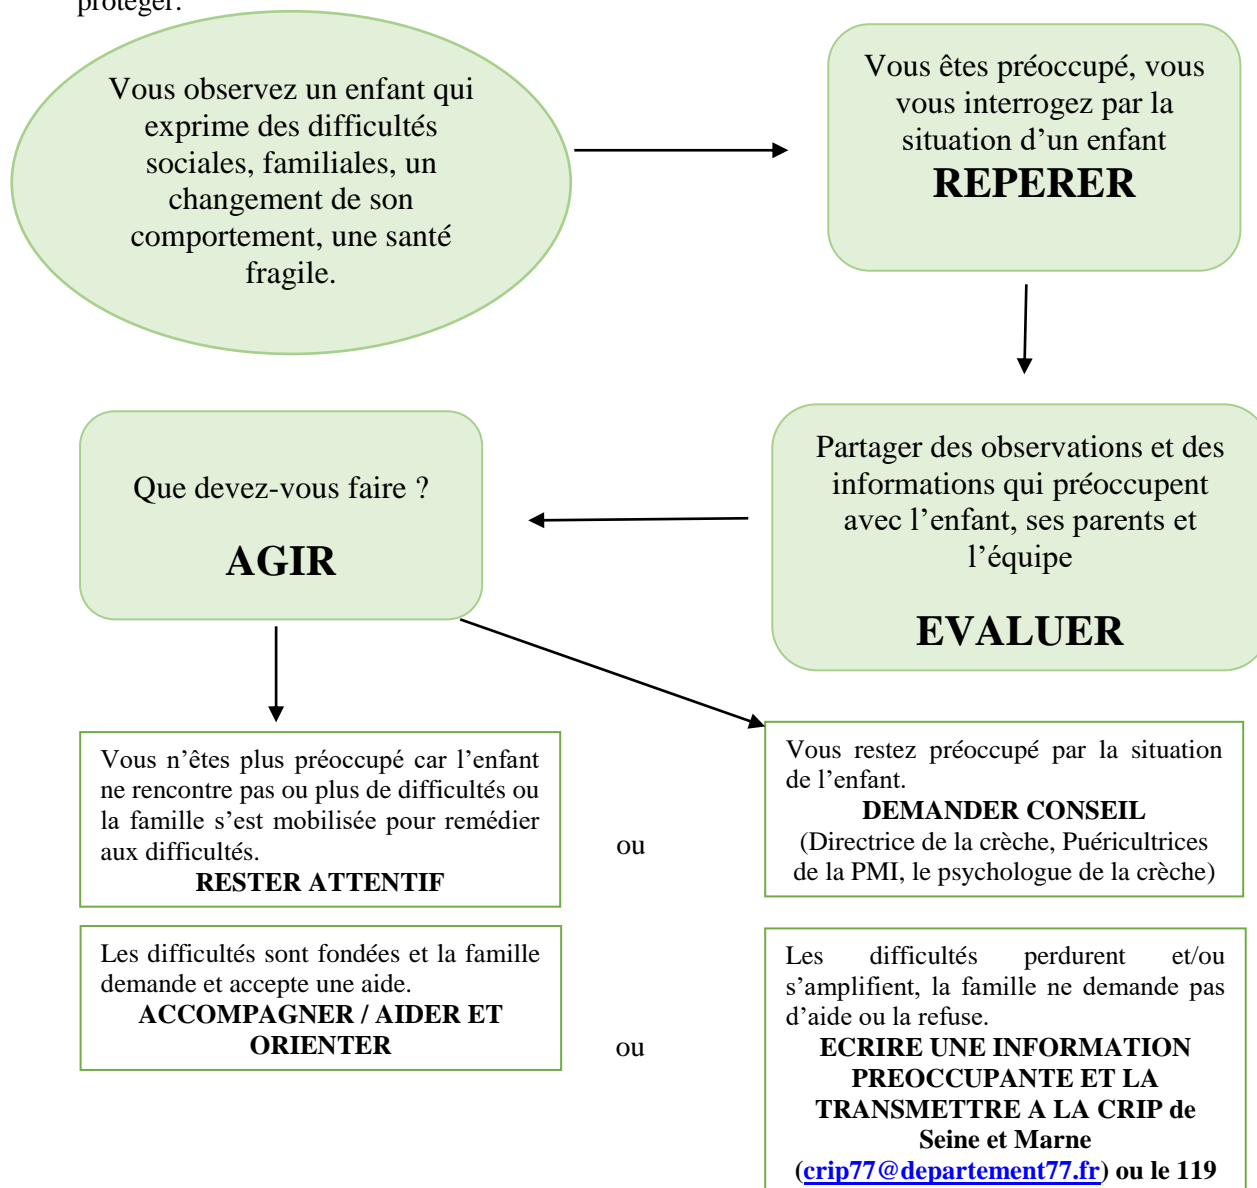 protéger.
Vous observez un enfant qui
exprime des difficultés
sociales, familiales, un
changement de son
comportement, une santé
fragile.
Vous êtes préoccupé, vous
vous interrogez par la
situation d’un enfant
REPERER
Partager des observations et des
informations qui préoccupent
avec l’enfant, ses parents et
l’équipe
EVALUER
Que devez-vous faire ?
AGIR
Vous n’êtes plus préoccupé car l’enfant
ne rencontre pas ou plus de difficultés ou
la famille s’est mobilisée pour remédier
aux difficultés.
RESTER ATTENTIF
ou
Vous restez préoccupé par la situation
de l’enfant.
DEMANDER CONSEIL
(Directrice de la crèche, Puéricultrices
de la PMI, le psychologue de la crèche)
Les difficultés sont fondées et la famille
demande et accepte une aide.
ACCOMPAGNER / AIDER ET
ORIENTER
ou
Les difficultés perdurent et/ou
s’amplifient, la famille ne demande pas
d’aide ou la refuse.
ECRIRE UNE INFORMATION
PREOCCUPANTE ET LA
TRANSMETTRE A LA CRIP de
Seine et Marne
(crip77@departement77.fr) ou le 119